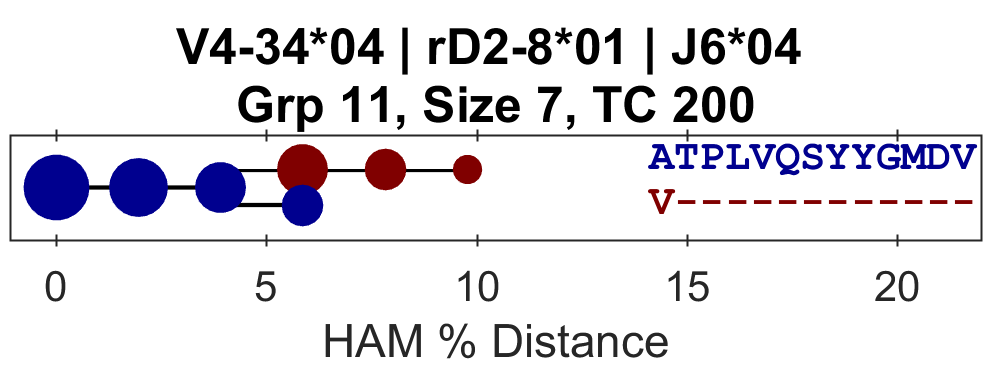 V4-34*04 | rD2-8*01 | J6*04
Grp 11, Size 7, TC 200
ATPLVQSYYGMDV
V------------
0 5 10 15 20
HAM % Distance